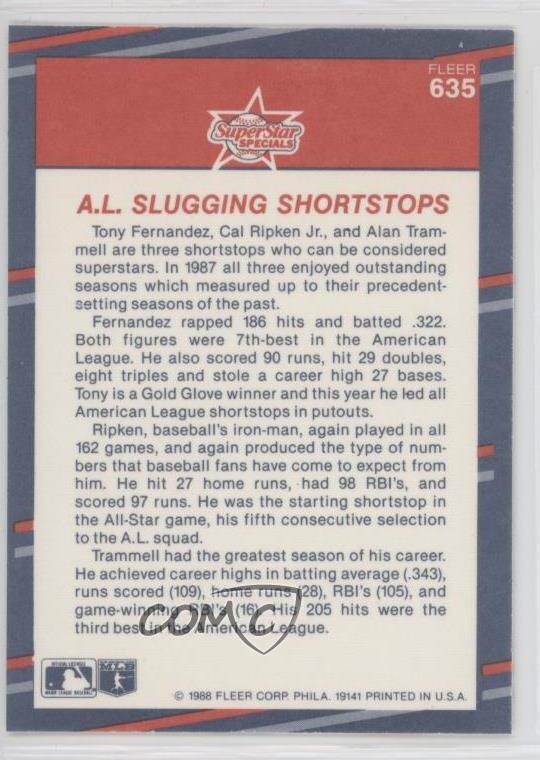 4
FLEER
635
SuperStar
SPECIALS
A.L. SLUGGING SHORTSTOPS
Tony Fernandez, Cal Ripken Jr., and Alan Tram-
mell are three shortstops who can be considered
superstars. In 1987 all three enjoyed outstanding
seasons which measured up to their precedent-
setting seasons of the past.
Fernandez rapped 186 hits and batted .322.
Both figures were 7th-best in the American
League. He also scored 90 runs, hit 29 doubles,
eight triples and stole a career high 27 bases.
Tony is a Gold Glove winner and this year he led all
American League shortstops in putouts.
Ripken, baseball's iron-man, again played in all
162 games, and again produced the type of num-
bers that baseball fans have come to expect from
him. He hit 27 home runs, had 98 RBI's, and
scored 97 runs. He was the starting shortstop in
the All-Star game, his fifth consecutive selection
to the A.L. squad.
Trammell had the greatest season of his career.
He achieved career highs in batting average (.343),
runs scored (109), home runs (28), RBI's (105), and
game-winning RBI's (16). His 205 hits were the
third best in the American League.
COMC
OFFICIAL LICENSEE
MAJOR LEAGUE BASEBALL
MLB
© 1988 FLEER CORP. PHILA. 19141 PRINTED IN U.S.A.